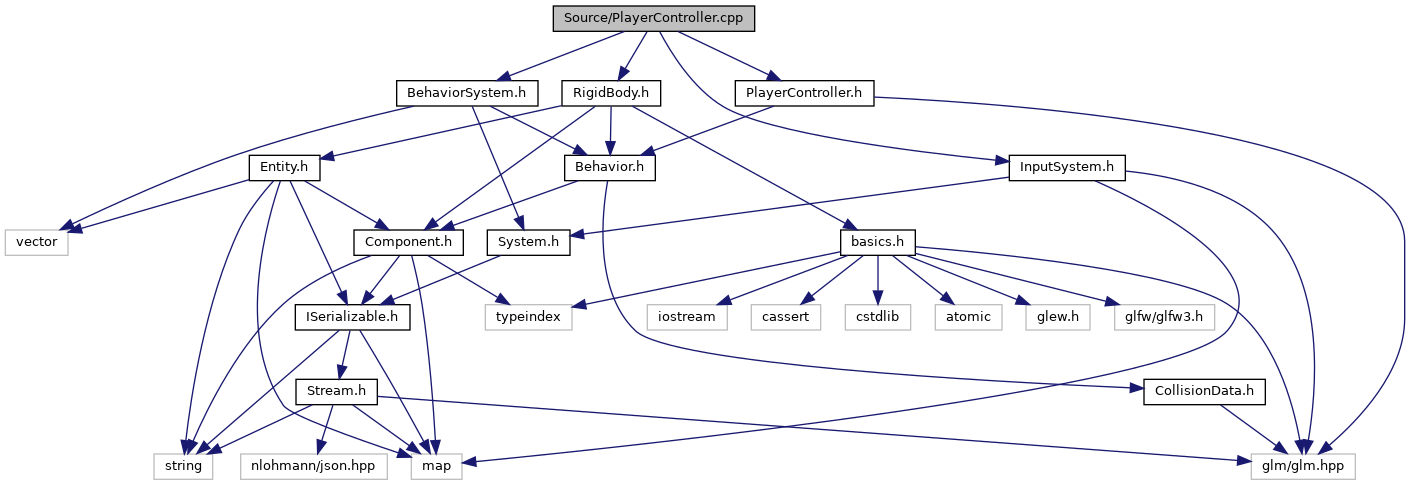 Source/PlayerController.cpp
BehaviorSystem.h
RigidBody.h
PlayerController.h
Entity.h
Behavior.h
InputSystem.h
vector
Component.h
System.h
basics.h
ISerializable.h
typeindex
iostream
cassert
cstdlib
atomic
glew.h
glfw/glfw3.h
Stream.h
CollisionData.h
string
nlohmann/json.hpp
map
glm/glm.hpp